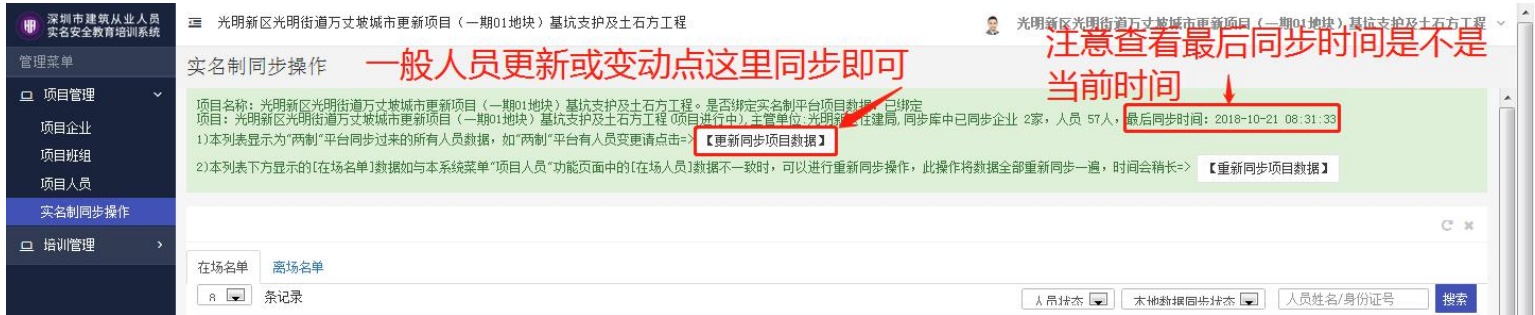 深圳市建筑从业人员
实名安全教育培训系统
光明新区光明街道万丈坡城市更新项目（一期01地块）基坑支护及土石方工程
光明新区光明街道万丈坡城市更新项目（一期01地块）基坑支护及土石方工程
管理菜单
项目管理
项目企业
项目班组
项目人员
实名制同步操作
培训管理
实名制同步操作
一般人员更新或变动点这里同步即可
注意查看最后同步时间是不是
当前时间
项目名称：光明新区光明街道万丈坡城市更新项目（一期01地块）基坑支护及土石方工程。是否绑定实名制平台项目数据：已绑定
项目：光明新区光明街道万丈坡城市更新项目（一期01地块）基坑支护及土石方工程(项目进行中),主管单位:光明新区住建局,同步库中已同步企业 2家，人员 57人，最后同步时间：2018-10-21 08:31:33
1)本列表显示为"两制"平台同步过来的所有人员数据，如"两制"平台有人员变更请点击=>【更新同步项目数据】
2)本列表下方显示的[在场名单]数据如与本系统菜单"项目人员"功能页面中的[在场人员]数据不一致时，可以进行重新同步操作，此操作将数据全部重新同步一遍，时间会稍长=>【重新同步项目数据】
在场名单 离场名单
8 条记录
人员状态 本地数据同步状态 人员姓名/身份证号 搜索